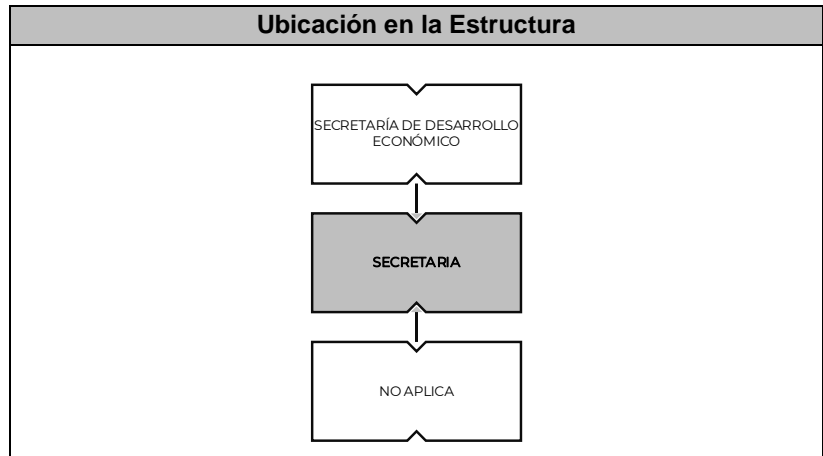 Ubicación en la Estructura
SECRETARÍA DE DESARROLLO
ECONÓMICO
SECRETARIA
NO APLICA